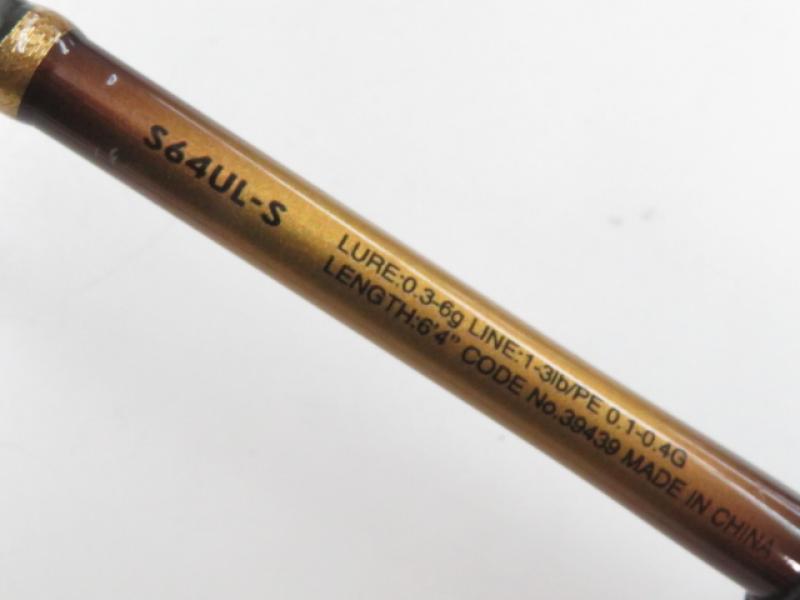 S64UL-S
LURE:0.3-6g LINE:1-3lb/PE 0.1-0.4G
LENGTH:6'4" CODE No.39439 MADE IN CHINA